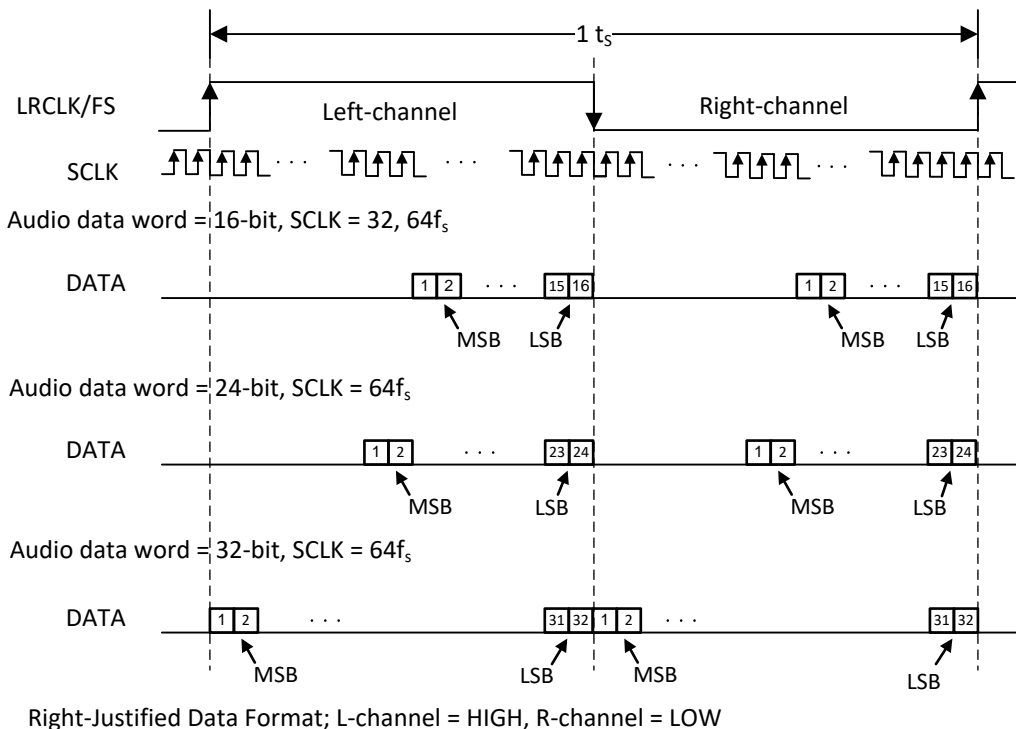 1 tS
LRCLK/FS
Left-channel
Right-channel
SCLK
. . .
. . .
. . .
. . .
Audio data word = 16-bit, SCLK = 32, 64fs
DATA
1 2 . . . 15 16 1 2 . . . 15 16
MSB LSB MSB LSB
Audio data word = 24-bit, SCLK = 64fs
DATA
1 2 . . . 23 24 1 2 . . . 23 24
MSB LSB MSB LSB
Audio data word = 32-bit, SCLK = 64fs
DATA
1 2 . . . 31 32 1 2 . . . 31 32
MSB LSB MSB LSB
Right-Justified Data Format; L-channel = HIGH, R-channel = LOW